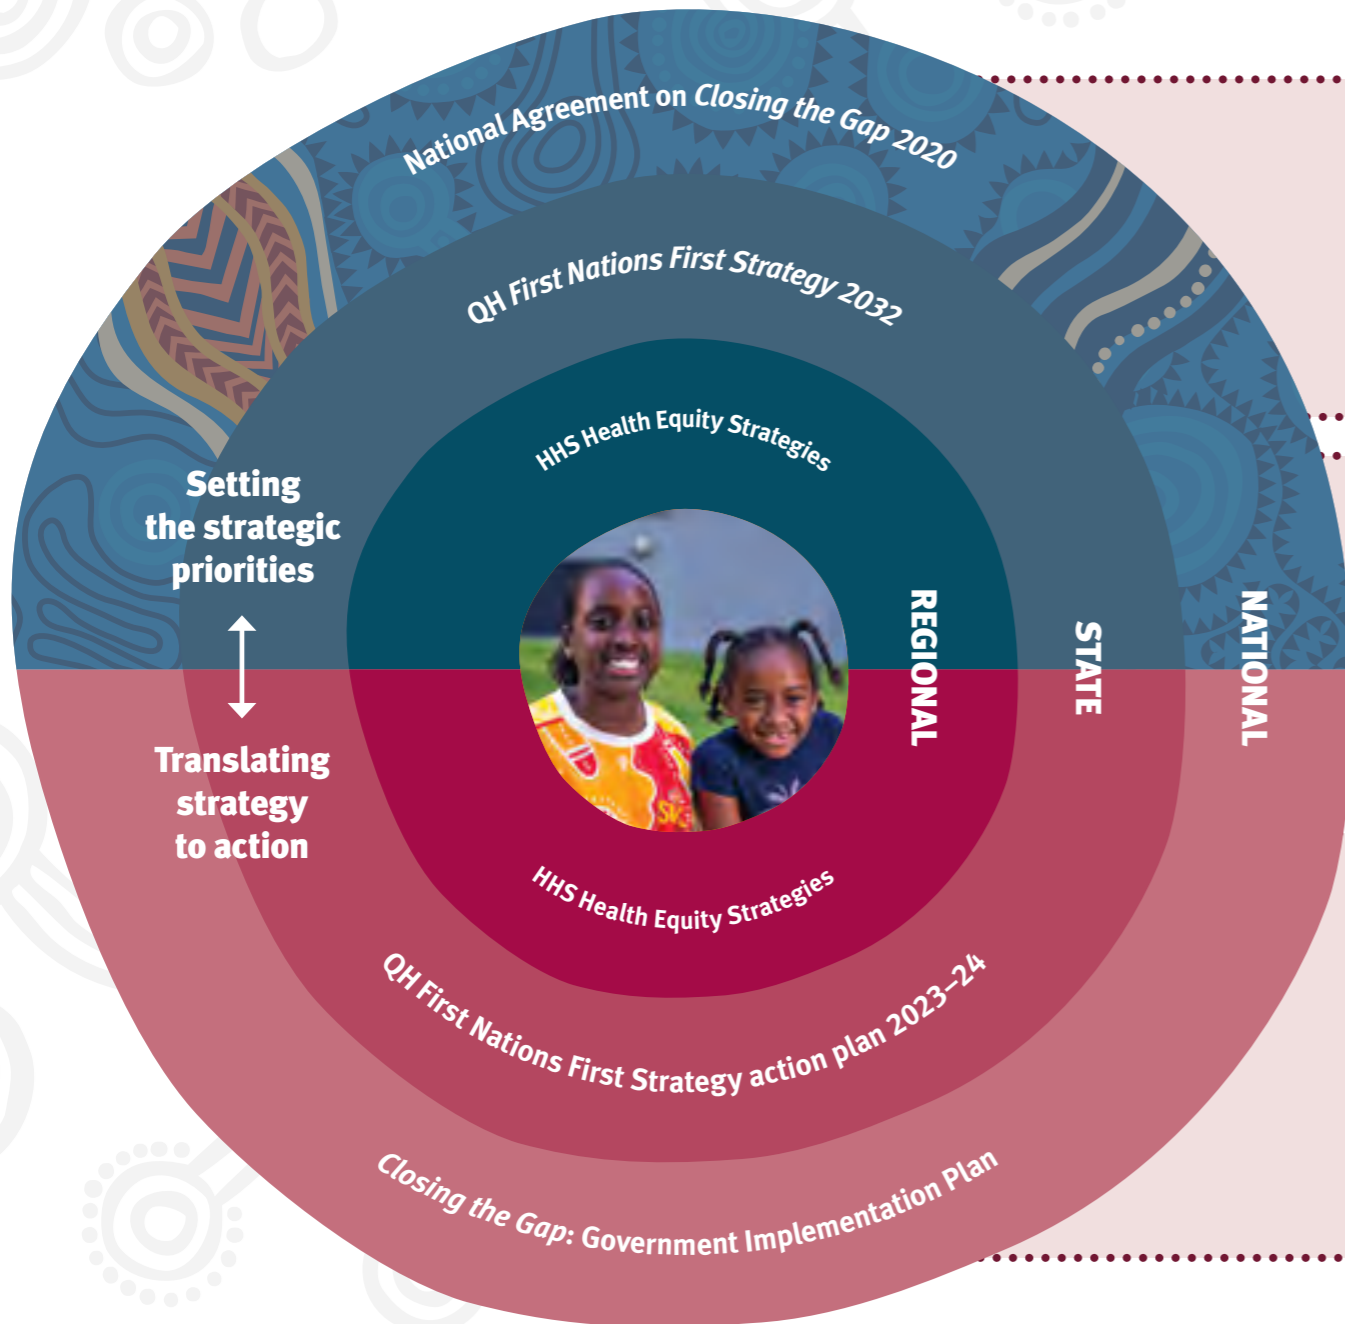 National Agreement on Closing the Gap 2020
QH First Nations First Strategy 2032
HHS Health Equity Strategies
Setting
the strategic
priorities
REGIONAL
STATE
NATIONAL
Translating
strategy
to action
HHS Health Equity Strategies
QH First Nations First Strategy action plan 2023–24
Closing the Gap: Government Implementation Plan